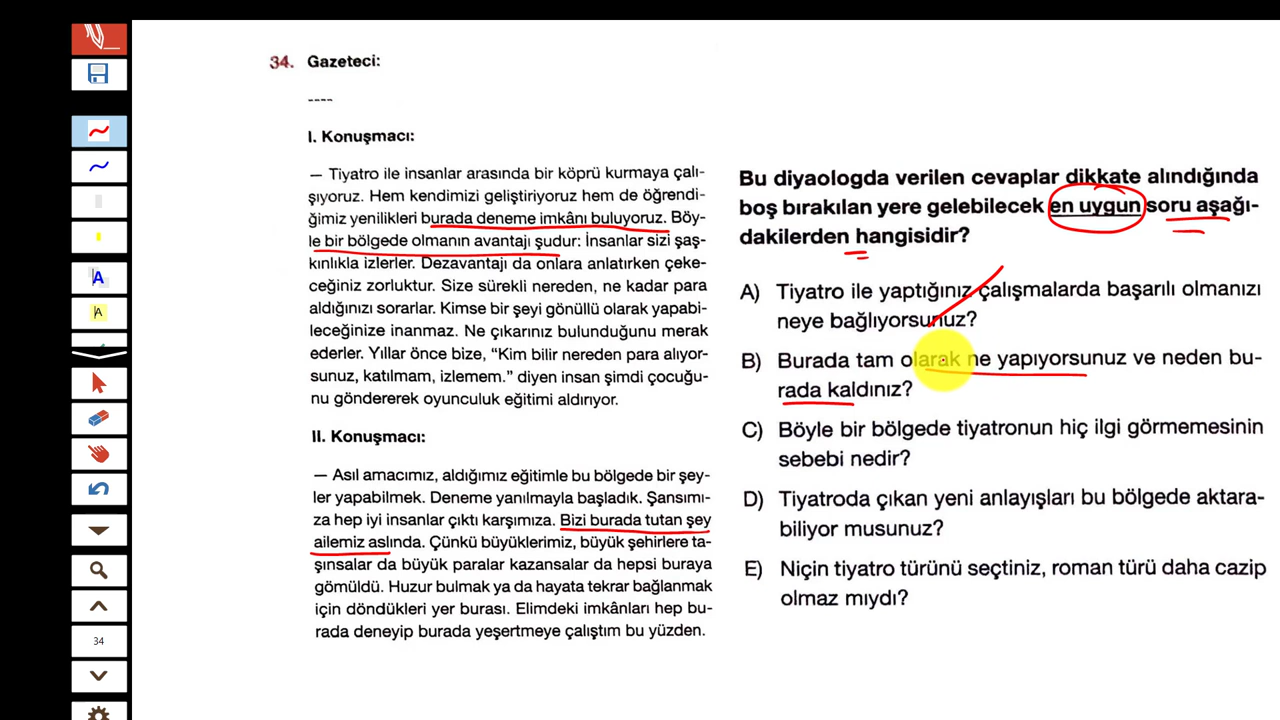 34. Gazeteci:
----
I. Konuşmacı:
— Tiyatro ile insanlar arasında bir köprü kurmaya çalı-
şıyoruz. Hem kendimizi geliştiriyoruz hem de öğrendi-
ğimiz yenilikleri burada deneme imkânı buluyoruz. Böy-
le bir bölgede olmanın avantajı şudur: İnsanlar sizi şaş-
kınlıkla izlerler. Dezavantajı da onlara anlatırken çeke-
ceğiniz zorluktur. Size sürekli nereden, ne kadar para
aldığınızı sorarlar. Kimse bir şeyi gönüllü olarak yapabi-
leceğinize inanmaz. Ne çıkarınız bulunduğunu merak
ederler. Yıllar önce bize, “Kim bilir nereden para alıyor-
sunuz, katılmam, izlemem.” diyen insan şimdi çocuğu-
nu göndererek oyunculuk eğitimi aldırıyor.
II. Konuşmacı:
— Asıl amacımız, aldığımız eğitimle bu bölgede bir şey-
ler yapabilmek. Deneme yanılmayla başladık. Şansımı-
za hep iyi insanlar çıktı karşımıza. Bizi burada tutan şey
ailemiz aslında. Çünkü büyüklerimiz, büyük şehirlere ta-
şınsalar da büyük paralar kazansalar da hepsi buraya
gömüldü. Huzur bulmak ya da hayata tekrar bağlanmak
için döndükleri yer burası. Elimdeki imkânları hep bu-
rada deneyip burada yeşertmeye çalıştım bu yüzden.
Bu diyaologda verilen cevaplar dikkate alındığında
boş bırakılan yere gelebilecek en uygun soru aşağı-
dakilerden hangisidir?
A) Tiyatro ile yaptığınız çalışmalarda başarılı olmanızı
neye bağlıyorsunuz?
B) Burada tam olarak ne yapıyorsunuz ve neden bu-
rada kaldınız?
C) Böyle bir bölgede tiyatronun hiç ilgi görmemesinin
sebebi nedir?
D) Tiyatroda çıkan yeni anlayışları bu bölgede aktara-
biliyor musunuz?
E) Niçin tiyatro türünü seçtiniz, roman türü daha cazip
olmaz mıydı?
A
A
34